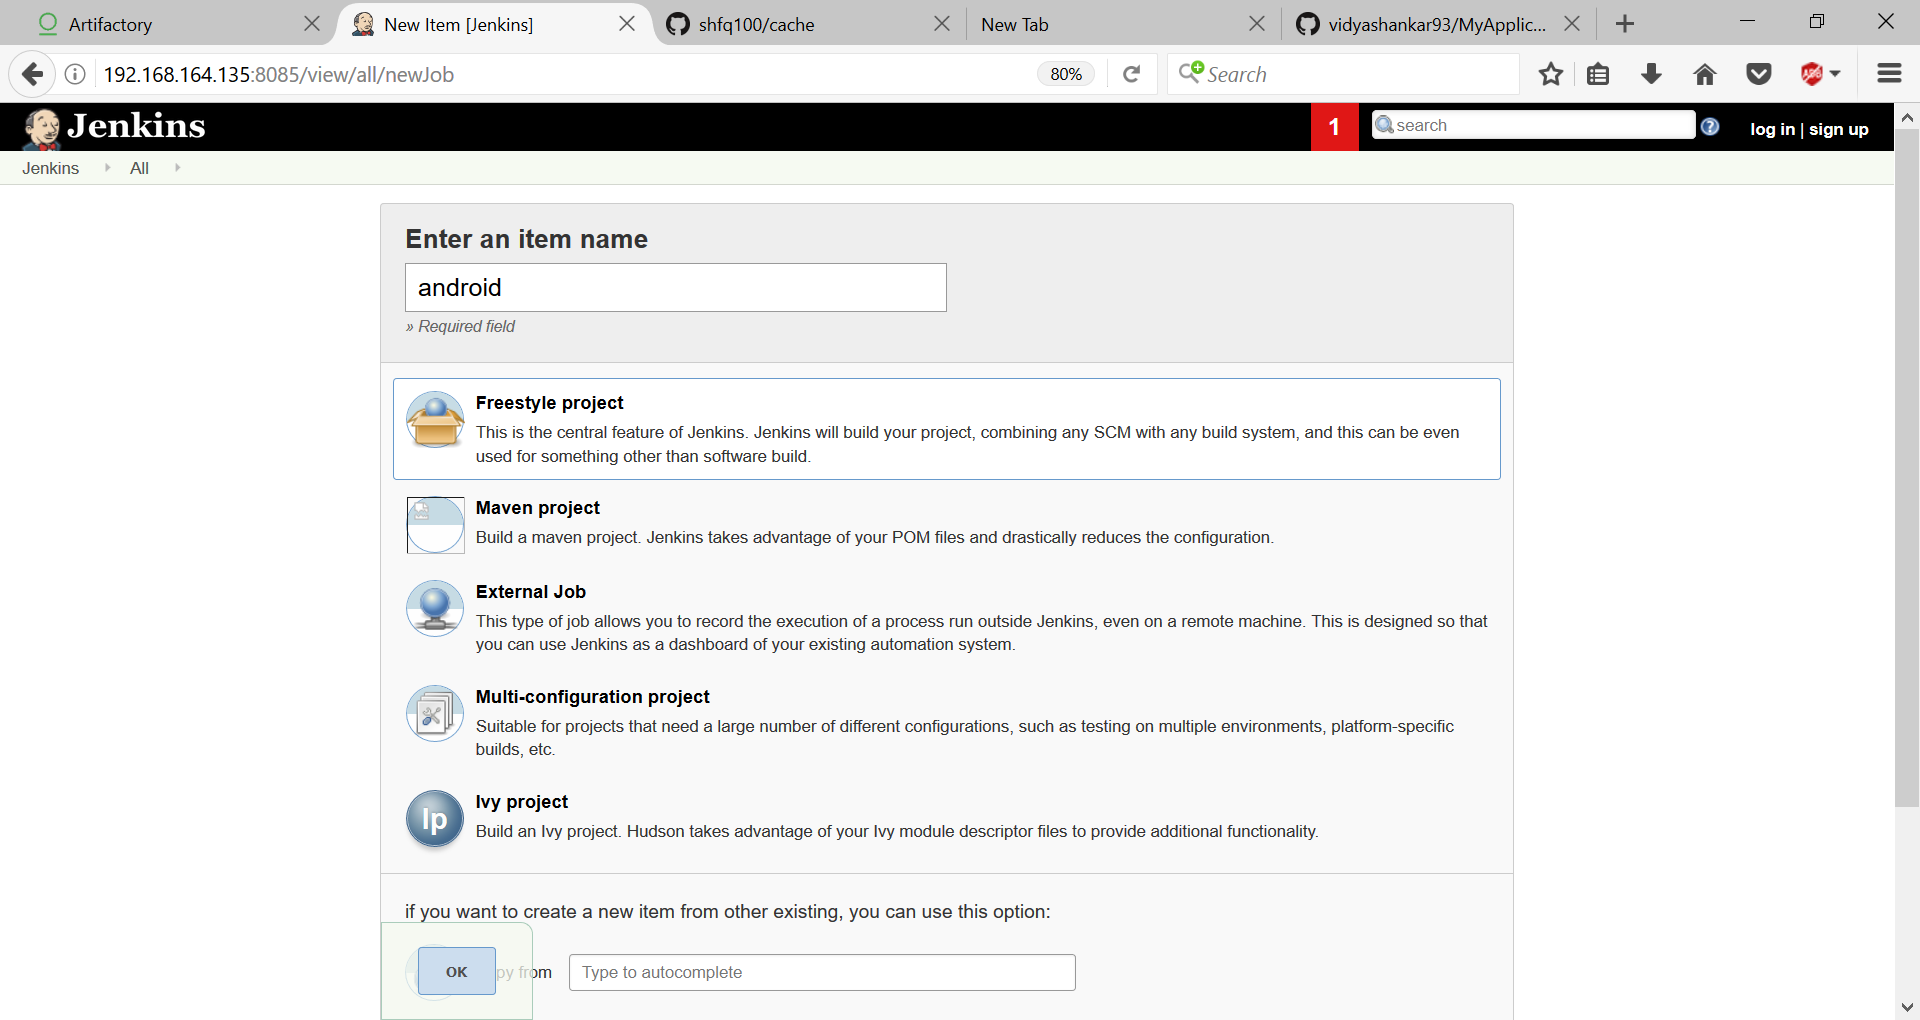 Artifactory
New Item [Jenkins]
shfq100/cache
New Tab
vidyashankar93/MyApplic...
192.168.164.135:8085/view/all/newJob
80%
Search
ABP
Jenkins
1
search
log in | sign up
Jenkins
All
Enter an item name
android
» Required field
Freestyle project
This is the central feature of Jenkins. Jenkins will build your project, combining any SCM with any build system, and this can be even
used for something other than software build.
Maven project
Build a maven project. Jenkins takes advantage of your POM files and drastically reduces the configuration.
External Job
This type of job allows you to record the execution of a process run outside Jenkins, even on a remote machine. This is designed so that
you can use Jenkins as a dashboard of your existing automation system.
Multi-configuration project
Suitable for projects that need a large number of different configurations, such as testing on multiple environments, platform-specific
builds, etc.
Ip
Ivy project
Build an Ivy project. Hudson takes advantage of your Ivy module descriptor files to provide additional functionality.
if you want to create a new item from other existing, you can use this option:
OK
py from
Type to autocomplete